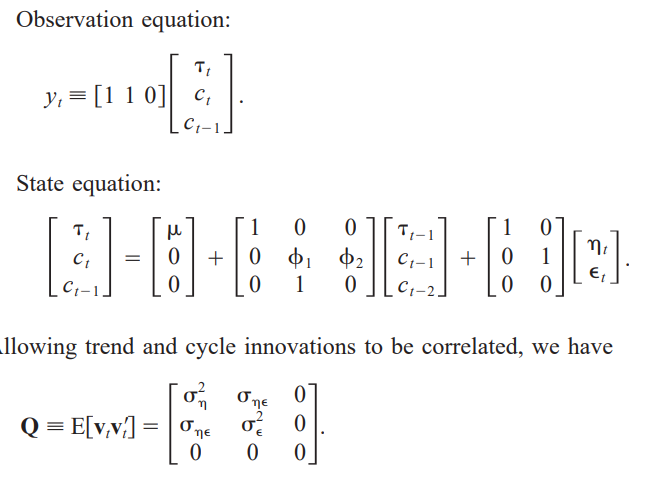 Observation equation:
$y_t \equiv [1 \; 1 \; 0] \begin{bmatrix} \tau_t \\ c_t \\ c_{t-1} \end{bmatrix}.$
State equation:
$\begin{bmatrix} \tau_t \\ c_t \\ c_{t-1} \end{bmatrix} = \begin{bmatrix} \mu \\ 0 \\ 0 \end{bmatrix} + \begin{bmatrix} 1 & 0 & 0 \\ 0 & \phi_1 & \phi_2 \\ 0 & 1 & 0 \end{bmatrix} \begin{bmatrix} \tau_{t-1} \\ c_{t-1} \\ c_{t-2} \end{bmatrix} + \begin{bmatrix} 1 & 0 \\ 0 & 1 \\ 0 & 0 \end{bmatrix} \begin{bmatrix} \eta_t \\ \epsilon_t \end{bmatrix}.$
llowing trend and cycle innovations to be correlated, we have
$\mathbf{Q} \equiv \mathrm{E}[\mathbf{v}_t \mathbf{v}_t'] = \begin{bmatrix} \sigma_\eta^2 & \sigma_{\eta\epsilon} & 0 \\ \sigma_{\eta\epsilon} & \sigma_\epsilon^2 & 0 \\ 0 & 0 & 0 \end{bmatrix}.$